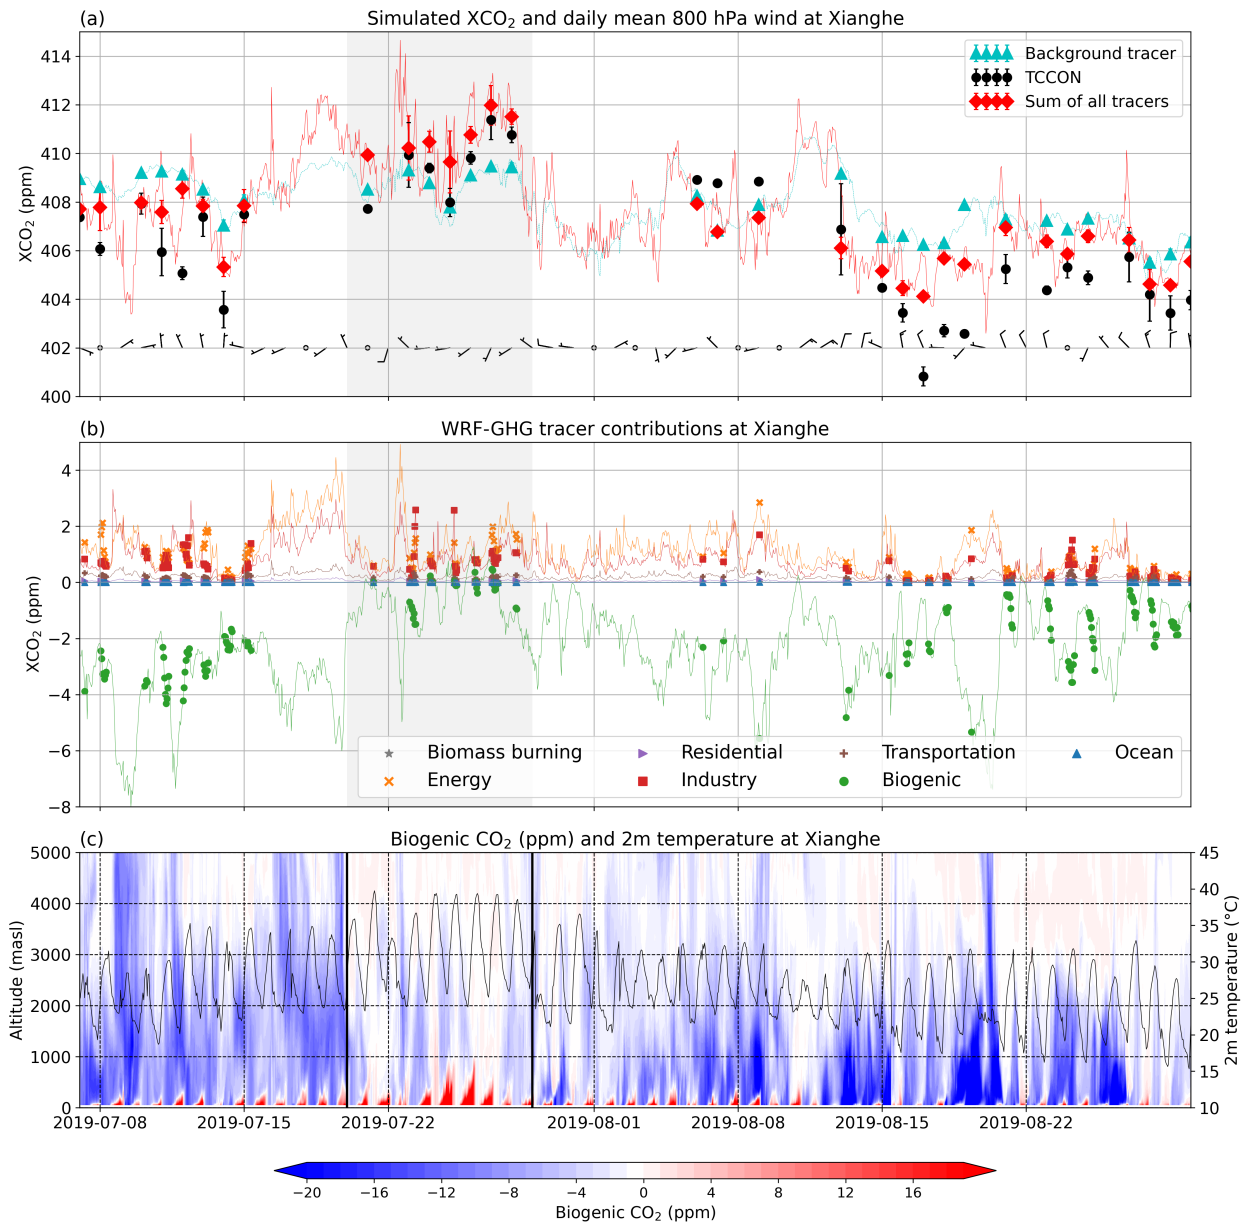 (a) Simulated XCO₂ and daily mean 800 hPa wind at Xianghe
414
412
410
408
406
404
402
400
XCO₂ (ppm)
Background tracer
TCCON
Sum of all tracers
(b) WRF-GHG tracer contributions at Xianghe
4
2
0
−2
−4
−6
−8
XCO₂ (ppm)
Biomass burning Residential Transportation Ocean
Energy Industry Biogenic
(c) Biogenic CO₂ (ppm) and 2m temperature at Xianghe
5000
4000
3000
2000
1000
0
Altitude (masl)
45
40
35
30
25
20
15
10
2m temperature (°C)
2019-07-08 2019-07-15 2019-07-22 2019-08-01 2019-08-08 2019-08-15 2019-08-22
−20 −16 −12 −8 −4 0 4 8 12 16
Biogenic CO₂ (ppm)